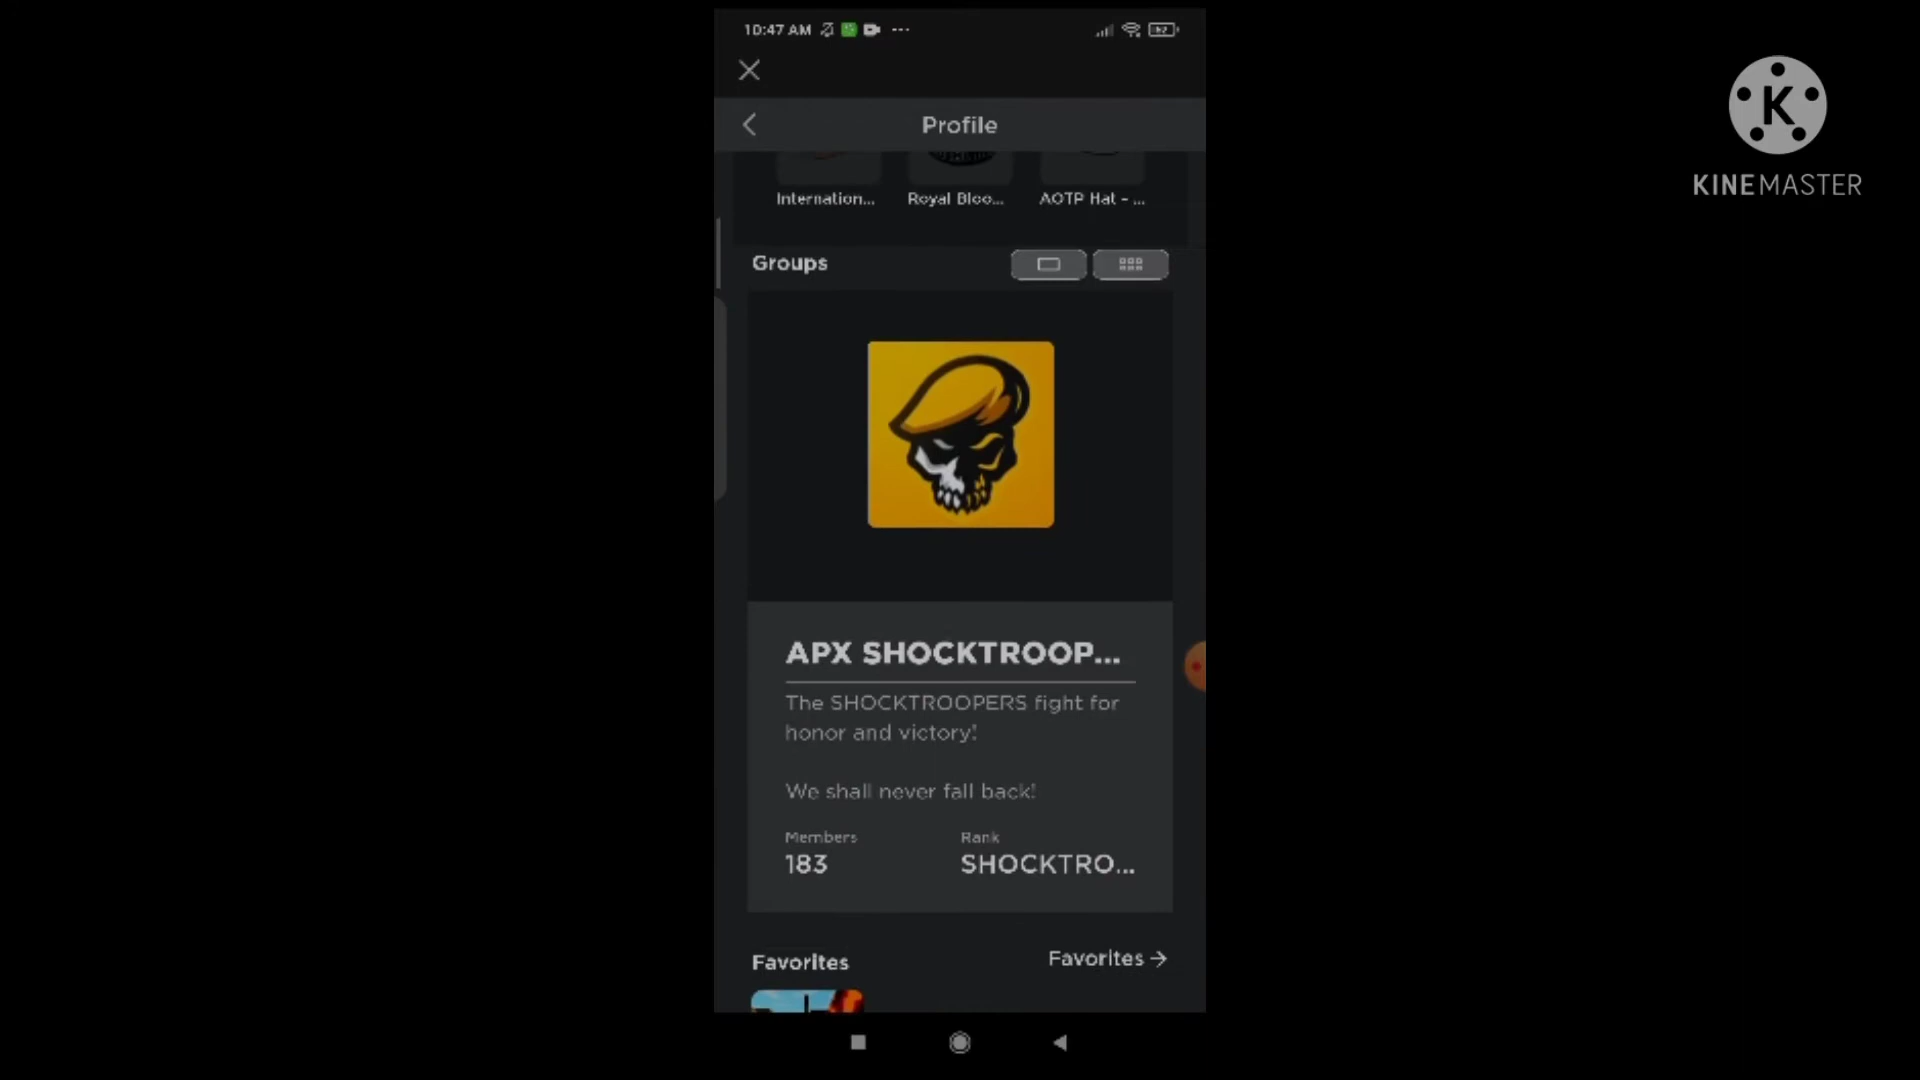 10:47 AM
57
Profile
Internation...
Royal Bloo...
AOTP Hat - ...
Groups
APX SHOCKTROOP...
The SHOCKTROOPERS fight for
honor and victory!
We shall never fall back!
Members
Rank
183
SHOCKTRO...
Favorites
Favorites →
K
KINEMASTER